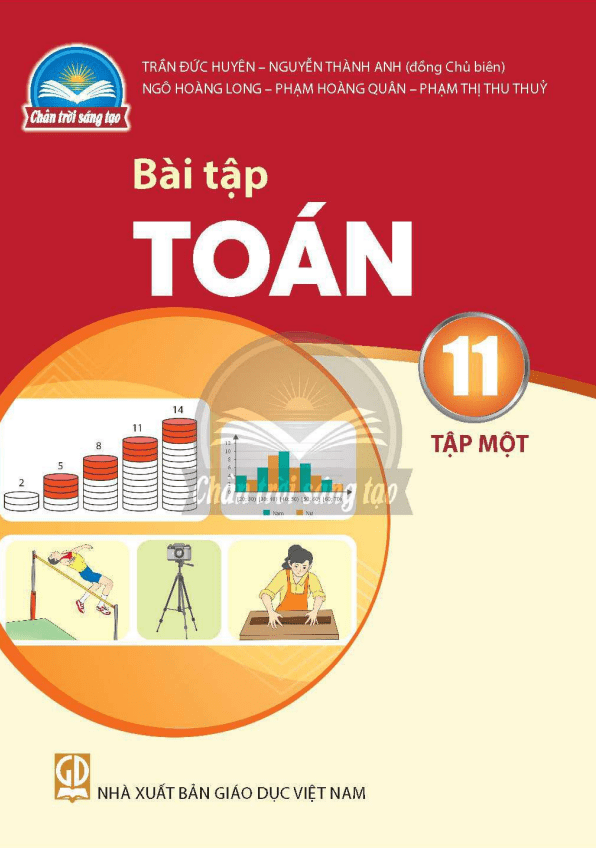 TRẦN ĐỨC HUYÊN – NGUYỄN THÀNH ANH (đồng Chủ biên)
NGÔ HOÀNG LONG – PHẠM HOÀNG QUÂN – PHẠM THỊ THU THUỶ
Chân trời sáng tạo
Bài tập
TOÁN
11
TẬP MỘT
2
5
8
11
14
Chân trời sáng tạo
Nam
Nữ
GD
NHÀ XUẤT BẢN GIÁO DỤC VIỆT NAM